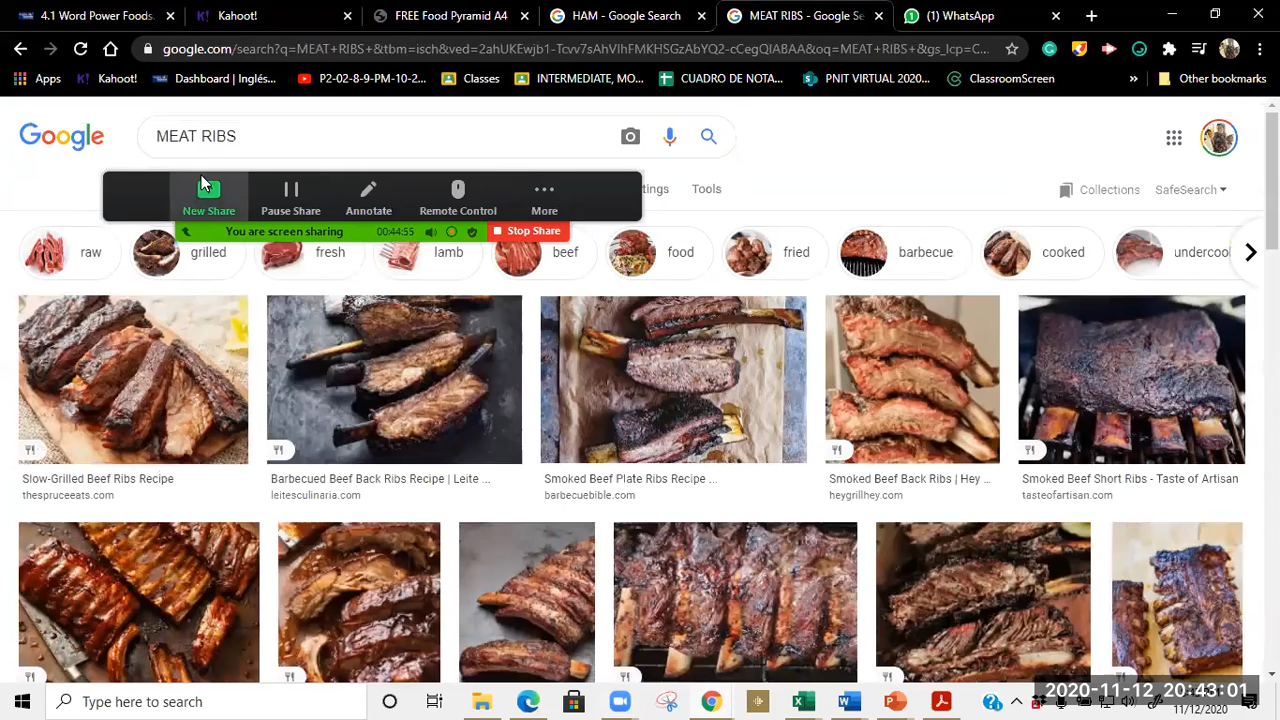 4.1 Word Power Foods.
Kahoot!
FREE Food Pyramid A4
HAM - Google Search
MEAT RIBS - Google Se
(1) WhatsApp
google.com/search?q=MEAT+RIBS+&tbm=isch&ved=2ahUKEwjb1-Tcvv7sAhVIhFMKHSGzAbYQ2-cCegQIABAA&oq=MEAT+RIBS+&gs_lcp=C...
Apps
Kahoot!
Dashboard | Inglés...
P2-02-8-9-PM-10-2...
Classes
INTERMEDIATE, MO...
CUADRO DE NOTA...
PNIT VIRTUAL 2020...
ClassroomScreen
»
Other bookmarks
Google
MEAT RIBS
New Share
Pause Share
Annotate
Remote Control
More
ttings
Tools
Collections
SafeSearch
You are screen sharing
00:44:55
Stop Share
raw
grilled
fresh
lamb
beef
food
fried
barbecue
cooked
undercoo
Slow-Grilled Beef Ribs Recipe
thespruceeats.com
Barbecued Beef Back Ribs Recipe | Leite ...
leitesculinaria.com
Smoked Beef Plate Ribs Recipe ...
barbecuebible.com
Smoked Beef Back Ribs | Hey ...
heygrillhey.com
Smoked Beef Short Ribs - Taste of Artisan
tasteofartisan.com
Type here to search
2020-11-12 20:43:01
11/12/2020